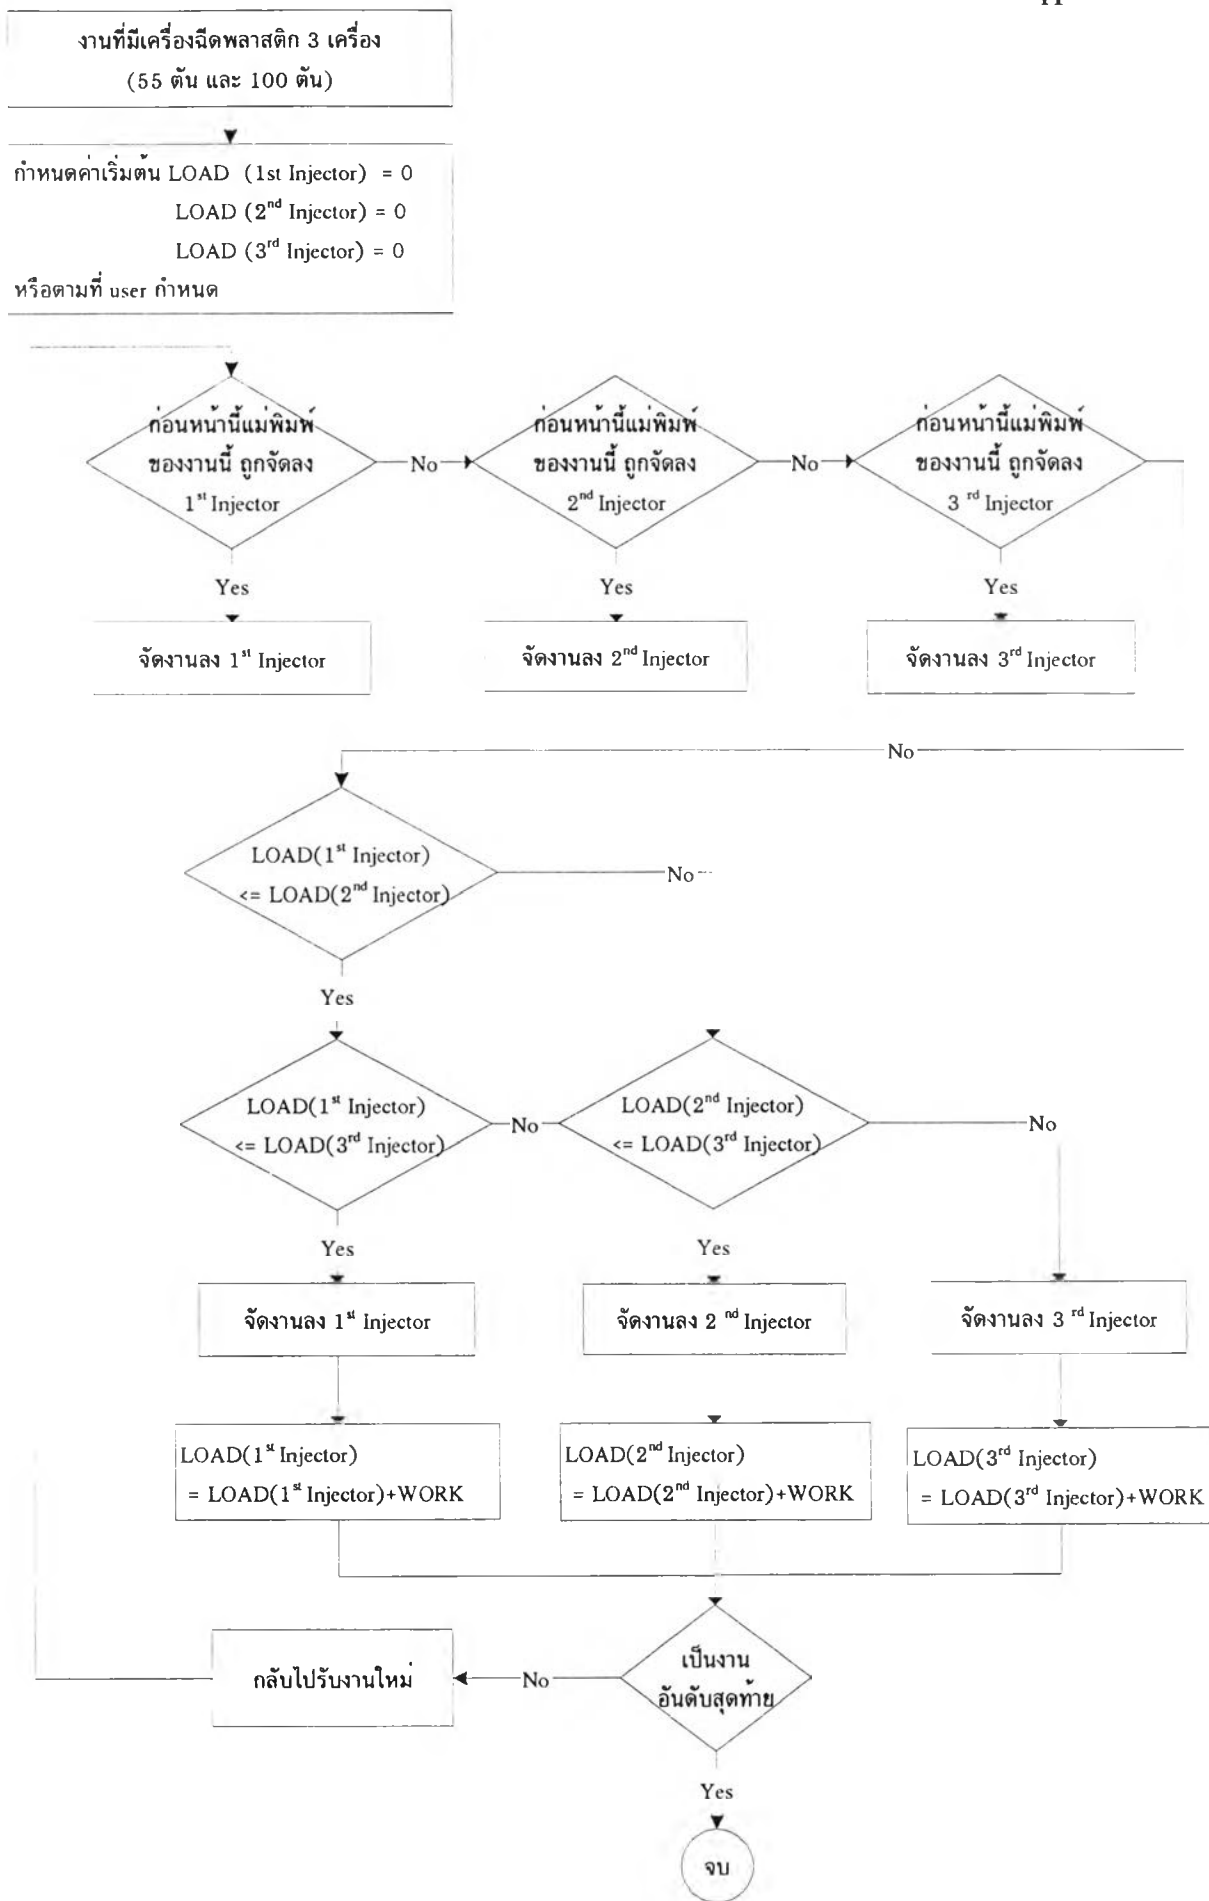 งานที่มีเครื่องฉีดพลาสติก 3 เครื่อง
(55 ตัน และ 100 ตัน)
กำหนดค่าเริ่มต้น LOAD (1st Injector) = 0
LOAD (2nd Injector) = 0
LOAD (3rd Injector) = 0
หรือตามที่ user กำหนด
ก่อนหน้านี้แม่พิมพ์
ของงานนี้ ถูกจัดลง
1st Injector
No
ก่อนหน้านี้แม่พิมพ์
ของงานนี้ ถูกจัดลง
2nd Injector
No
ก่อนหน้านี้แม่พิมพ์
ของงานนี้ ถูกจัดลง
3 rd Injector
Yes
Yes
Yes
จัดงานลง 1st Injector
จัดงานลง 2nd Injector
จัดงานลง 3rd Injector
No
LOAD(1st Injector)
<= LOAD(2nd Injector)
No
Yes
LOAD(1st Injector)
<= LOAD(3rd Injector)
No
LOAD(2nd Injector)
<= LOAD(3rd Injector)
No
Yes
Yes
จัดงานลง 1st Injector
จัดงานลง 2 nd Injector
จัดงานลง 3 rd Injector
LOAD(1st Injector)
= LOAD(1st Injector)+WORK
LOAD(2nd Injector)
= LOAD(2nd Injector)+WORK
LOAD(3rd Injector)
= LOAD(3rd Injector)+WORK
เป็นงาน
อันดับสุดท้าย
No
กลับไปรับงานใหม่
Yes
จบ